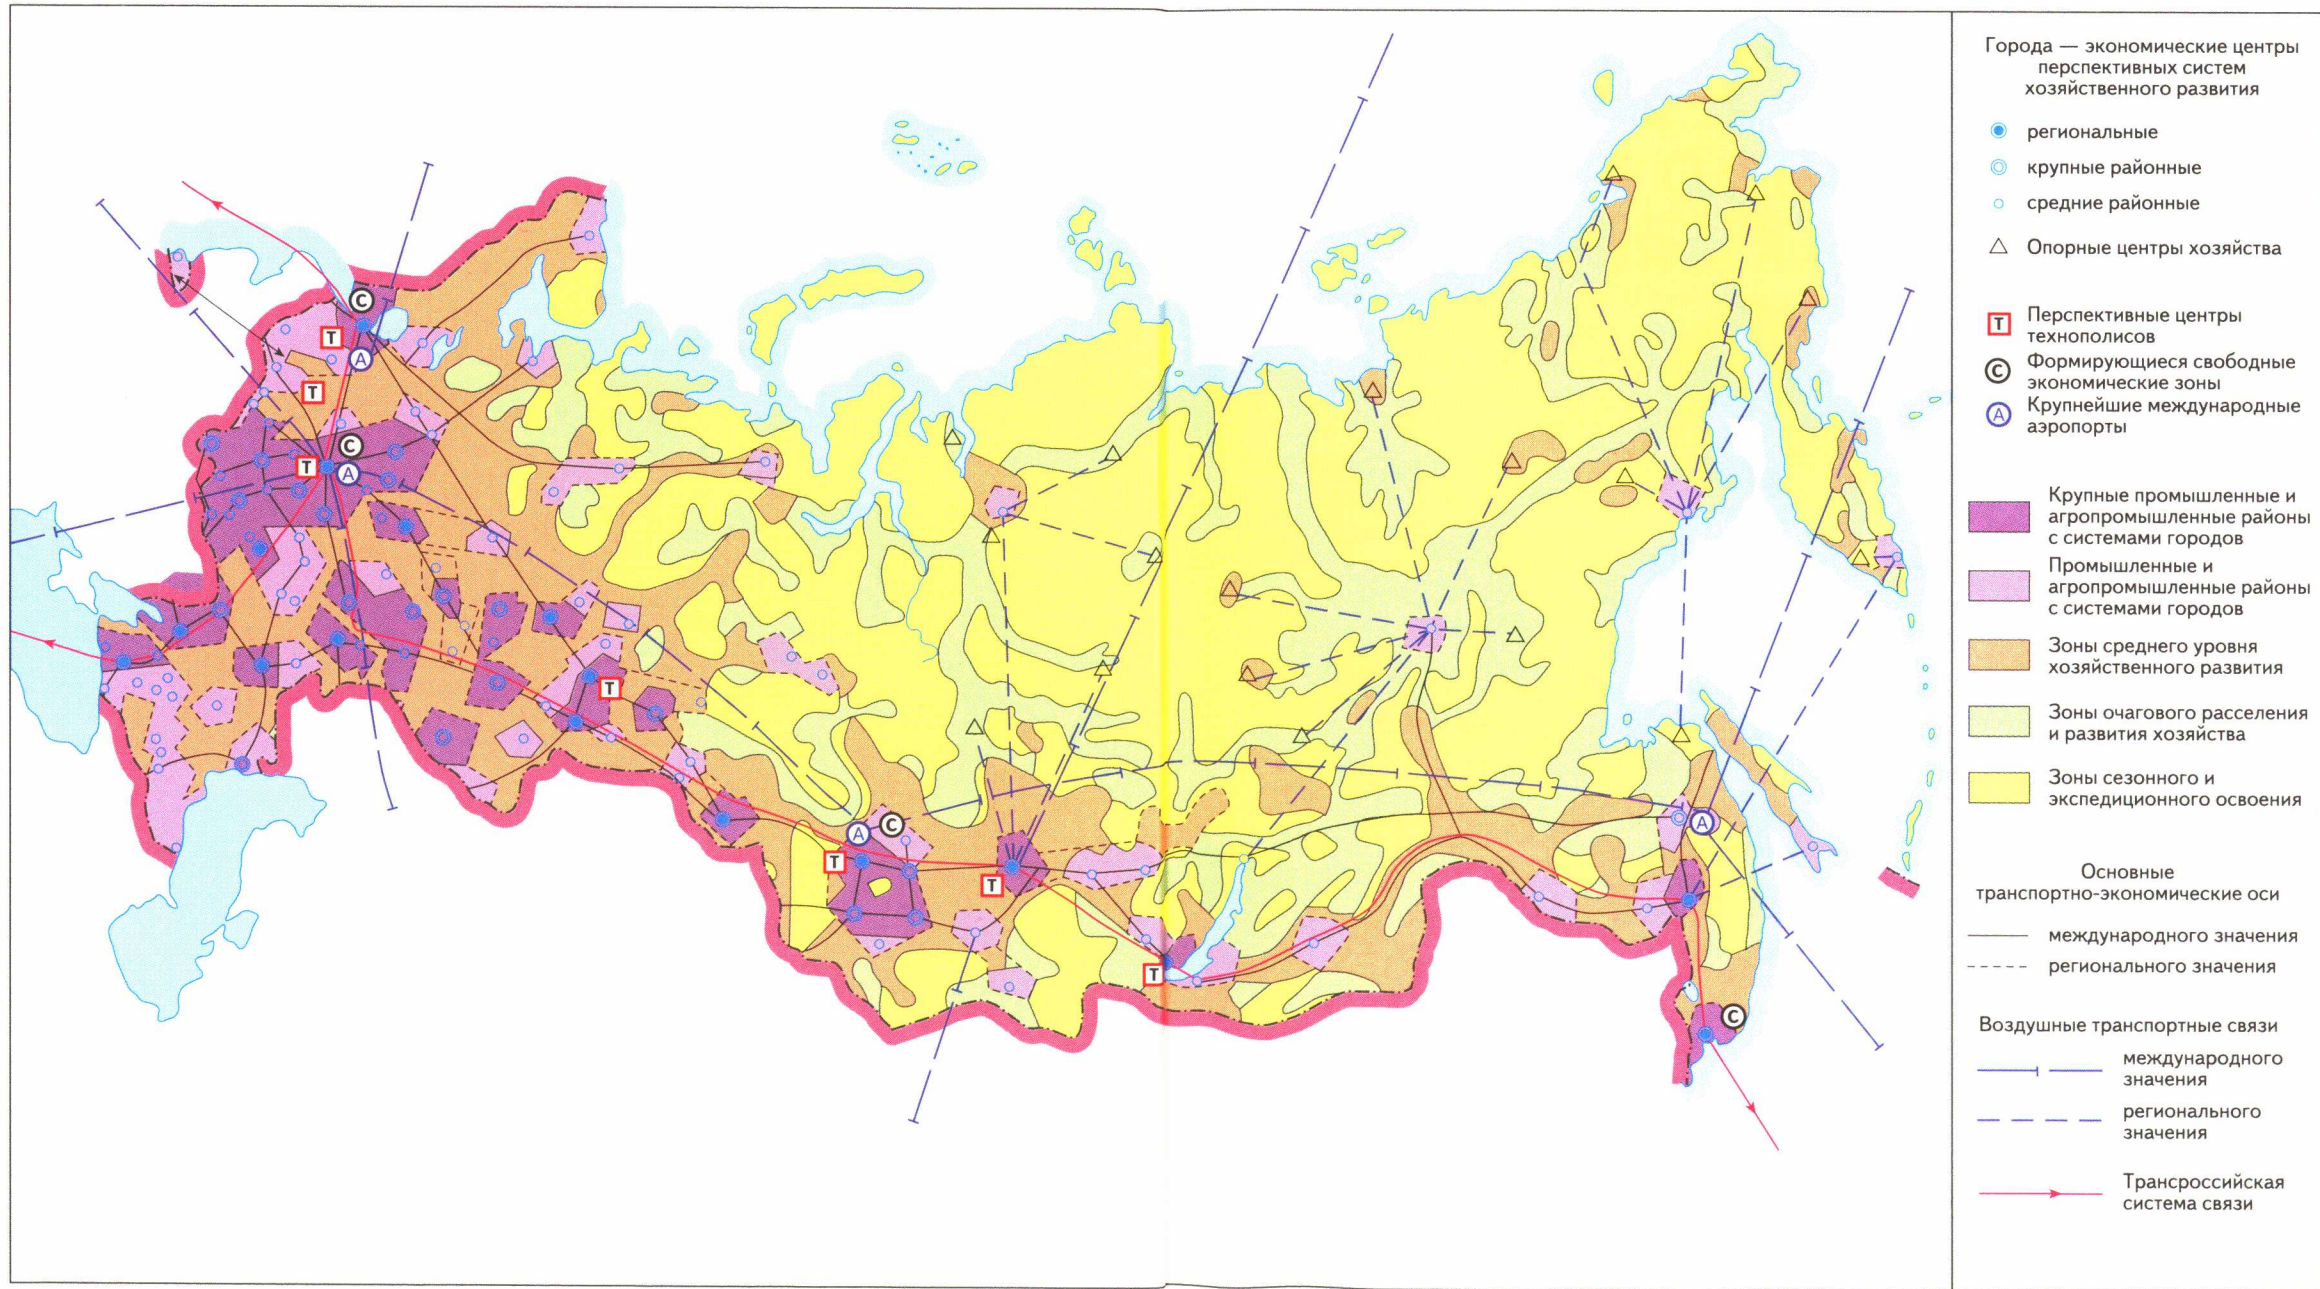 Города — экономические центры
перспективных систем
хозяйственного развития
региональные
крупные районные
средние районные
Опорные центры хозяйства
Т
Перспективные центры
технополисов
С
Формирующиеся свободные
экономические зоны
А
Крупнейшие международные
аэропорты
Крупные промышленные и
агропромышленные районы
с системами городов
Промышленные и
агропромышленные районы
с системами городов
Зоны среднего уровня
хозяйственного развития
Зоны очагового расселения
и развития хозяйства
Зоны сезонного и
экспедиционного освоения
Основные
транспортно-экономические оси
международного значения
регионального значения
Воздушные транспортные связи
международного
значения
регионального
значения
Трансроссийская
система связи
С
Т
А
Т
С
Т
А
Т
А
С
Т
Т
Т
А
С